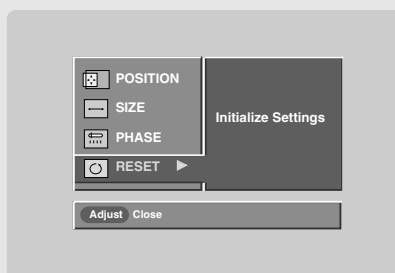 POSITION
SIZE
Initialize Settings
PHASE
RESET
Adjust Close